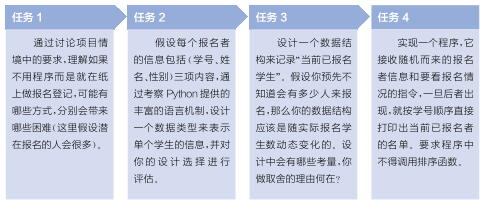 任务 1
通过讨论项目情
境中的要求，理解如果
不用程序而是就在纸
上做报名登记，可能有
哪些方式，分别会带来
哪些困难（这里假设潜
在报名的人会很多）。
任务 2
假设每个报名者
的信息包括（学号、姓
名、性别）三项内容，通
过考察 Python 提供的
丰富的语言机制，设计
一个数据类型来表示
单个学生的信息，并对
你的设计选择进行
评估。
任务 3
设计一个数据结
构来记录“当前已报名
学生”。假设你预先不
知道会有多少人来报
名，那么你的数据结构
应该是随实际报名学
生数动态变化的。设
计中会有哪些考量，你
做取舍的理由何在？
任务 4
实现一个程序，它
接收随机而来的报名
者信息和要看报名情
况的指令，一旦后者出
现，就按学号顺序直接
打印出当前已报名者
的名单。要求程序中
不得调用排序函数。